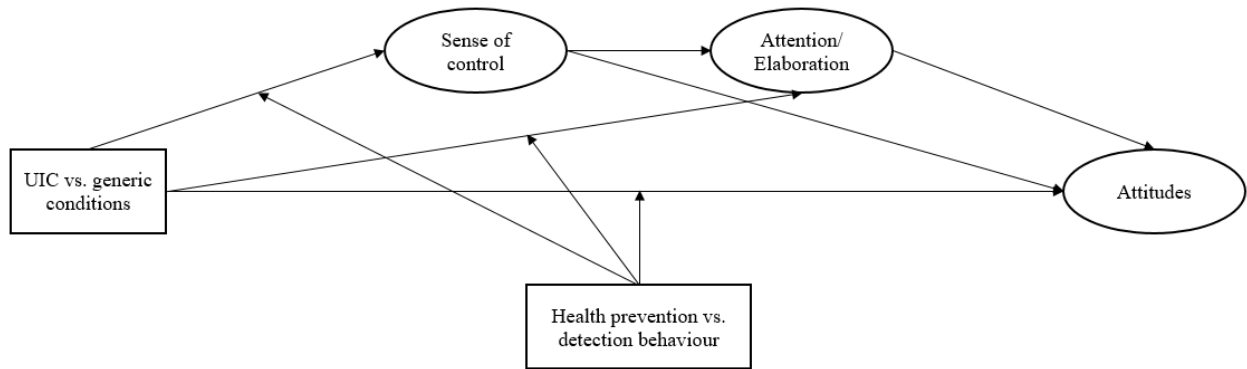 Sense of
control
Attention/
Elaboration
UIC vs. generic
conditions
Attitudes
Health prevention vs.
detection behaviour